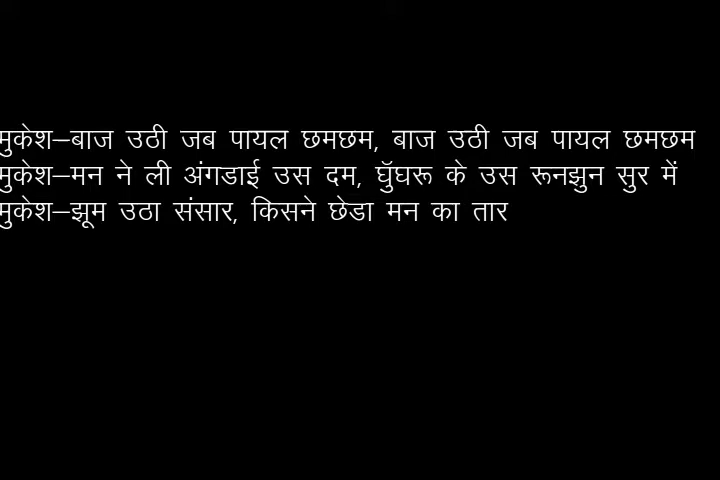 मुकेश–बाज उठी जब पायल छमछम, बाज उठी जब पायल छमछम
मुकेश–मन ने ली अंगडाई उस दम, घुॅघरू के उस रूनझुन सुर में
मुकेश–झूम उठा संसार, किसने छेडा मन का तार